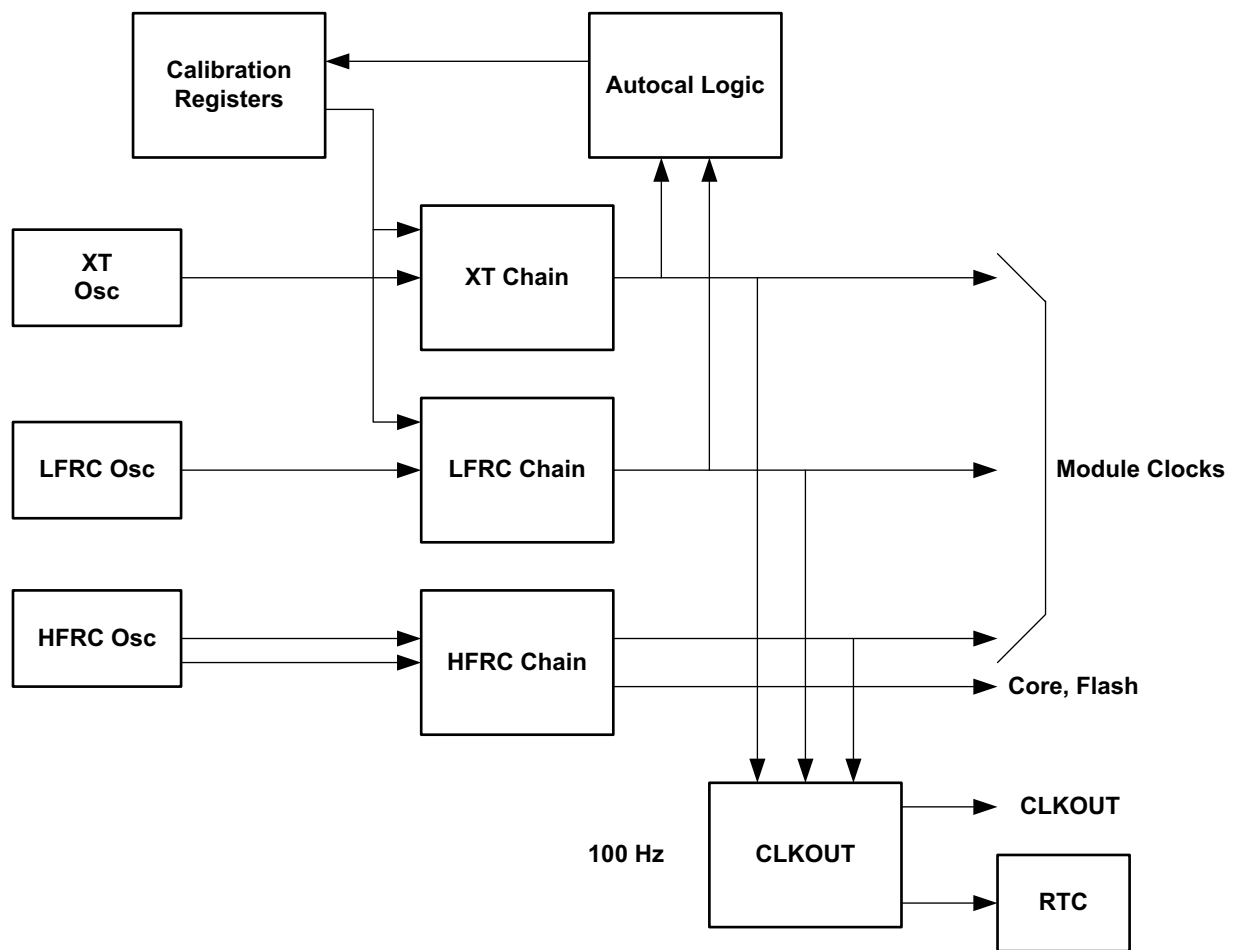 Calibration
Registers
Autocal Logic
XT
Osc
XT Chain
LFRC Osc
LFRC Chain
Module Clocks
HFRC Osc
HFRC Chain
Core, Flash
CLKOUT
100 Hz
CLKOUT
RTC